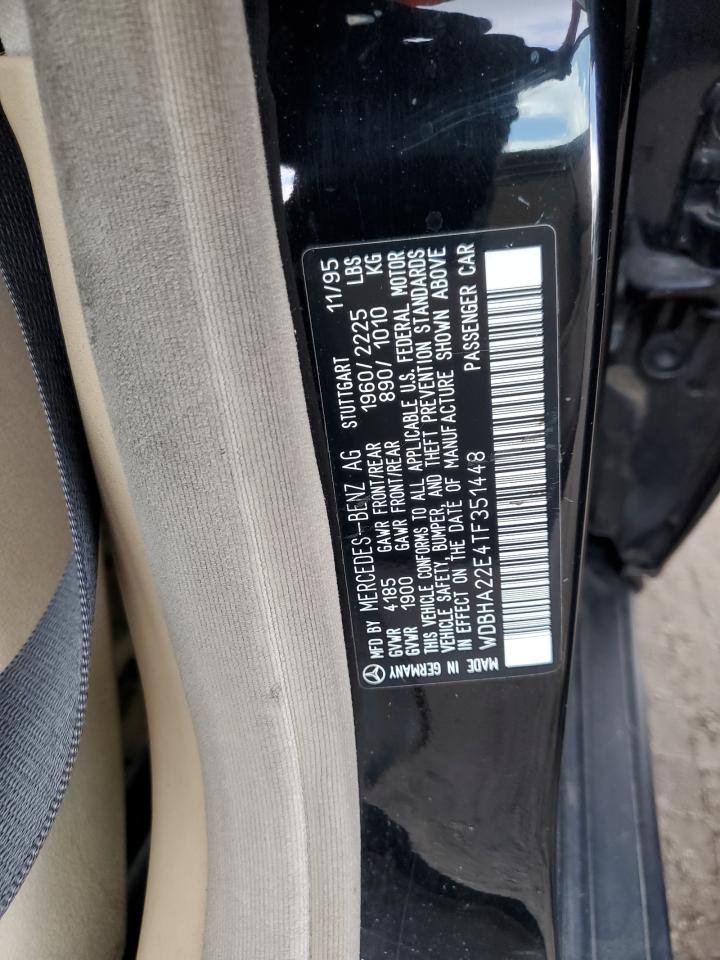 MFD BY MERCEDES-BENZ AG STUTTGART 11/95
GVWR 4185 GAWR FRONT/REAR 1960/2225 LBS
GVWR 1900 GAWR FRONT/REAR 890/1010 KG
THIS VEHICLE CONFORMS TO ALL APPLICABLE U.S. FEDERAL MOTOR
VEHICLE SAFETY, BUMPER, AND THEFT PREVENTION STANDARDS
IN EFFECT ON THE DATE OF MANUFACTURE SHOWN ABOVE
WDBHA22E4TF351448 PASSENGER CAR
MADE IN GERMANY